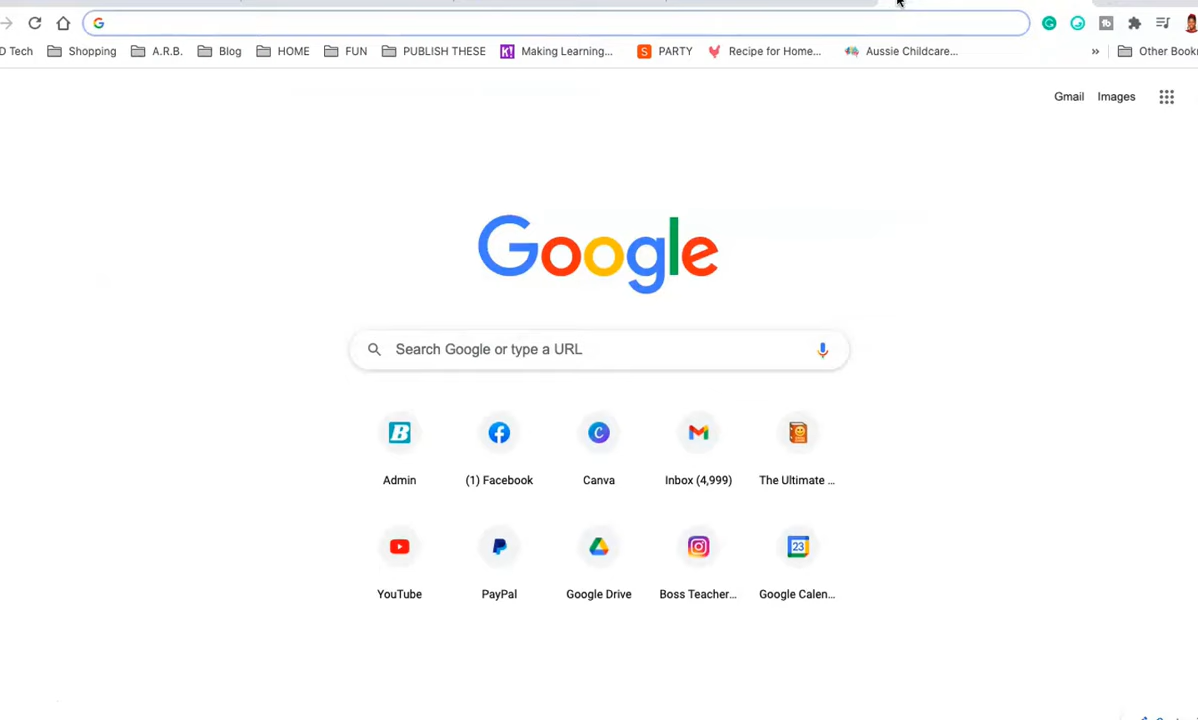 D Tech Shopping A.R.B. Blog HOME FUN PUBLISH THESE K! Making Learning... S PARTY Recipe for Home... Aussie Childcare... » Other Book
Gmail Images
Google
Search Google or type a URL
Admin (1) Facebook Canva Inbox (4,999) The Ultimate ...
23
YouTube PayPal Google Drive Boss Teacher... Google Calen...